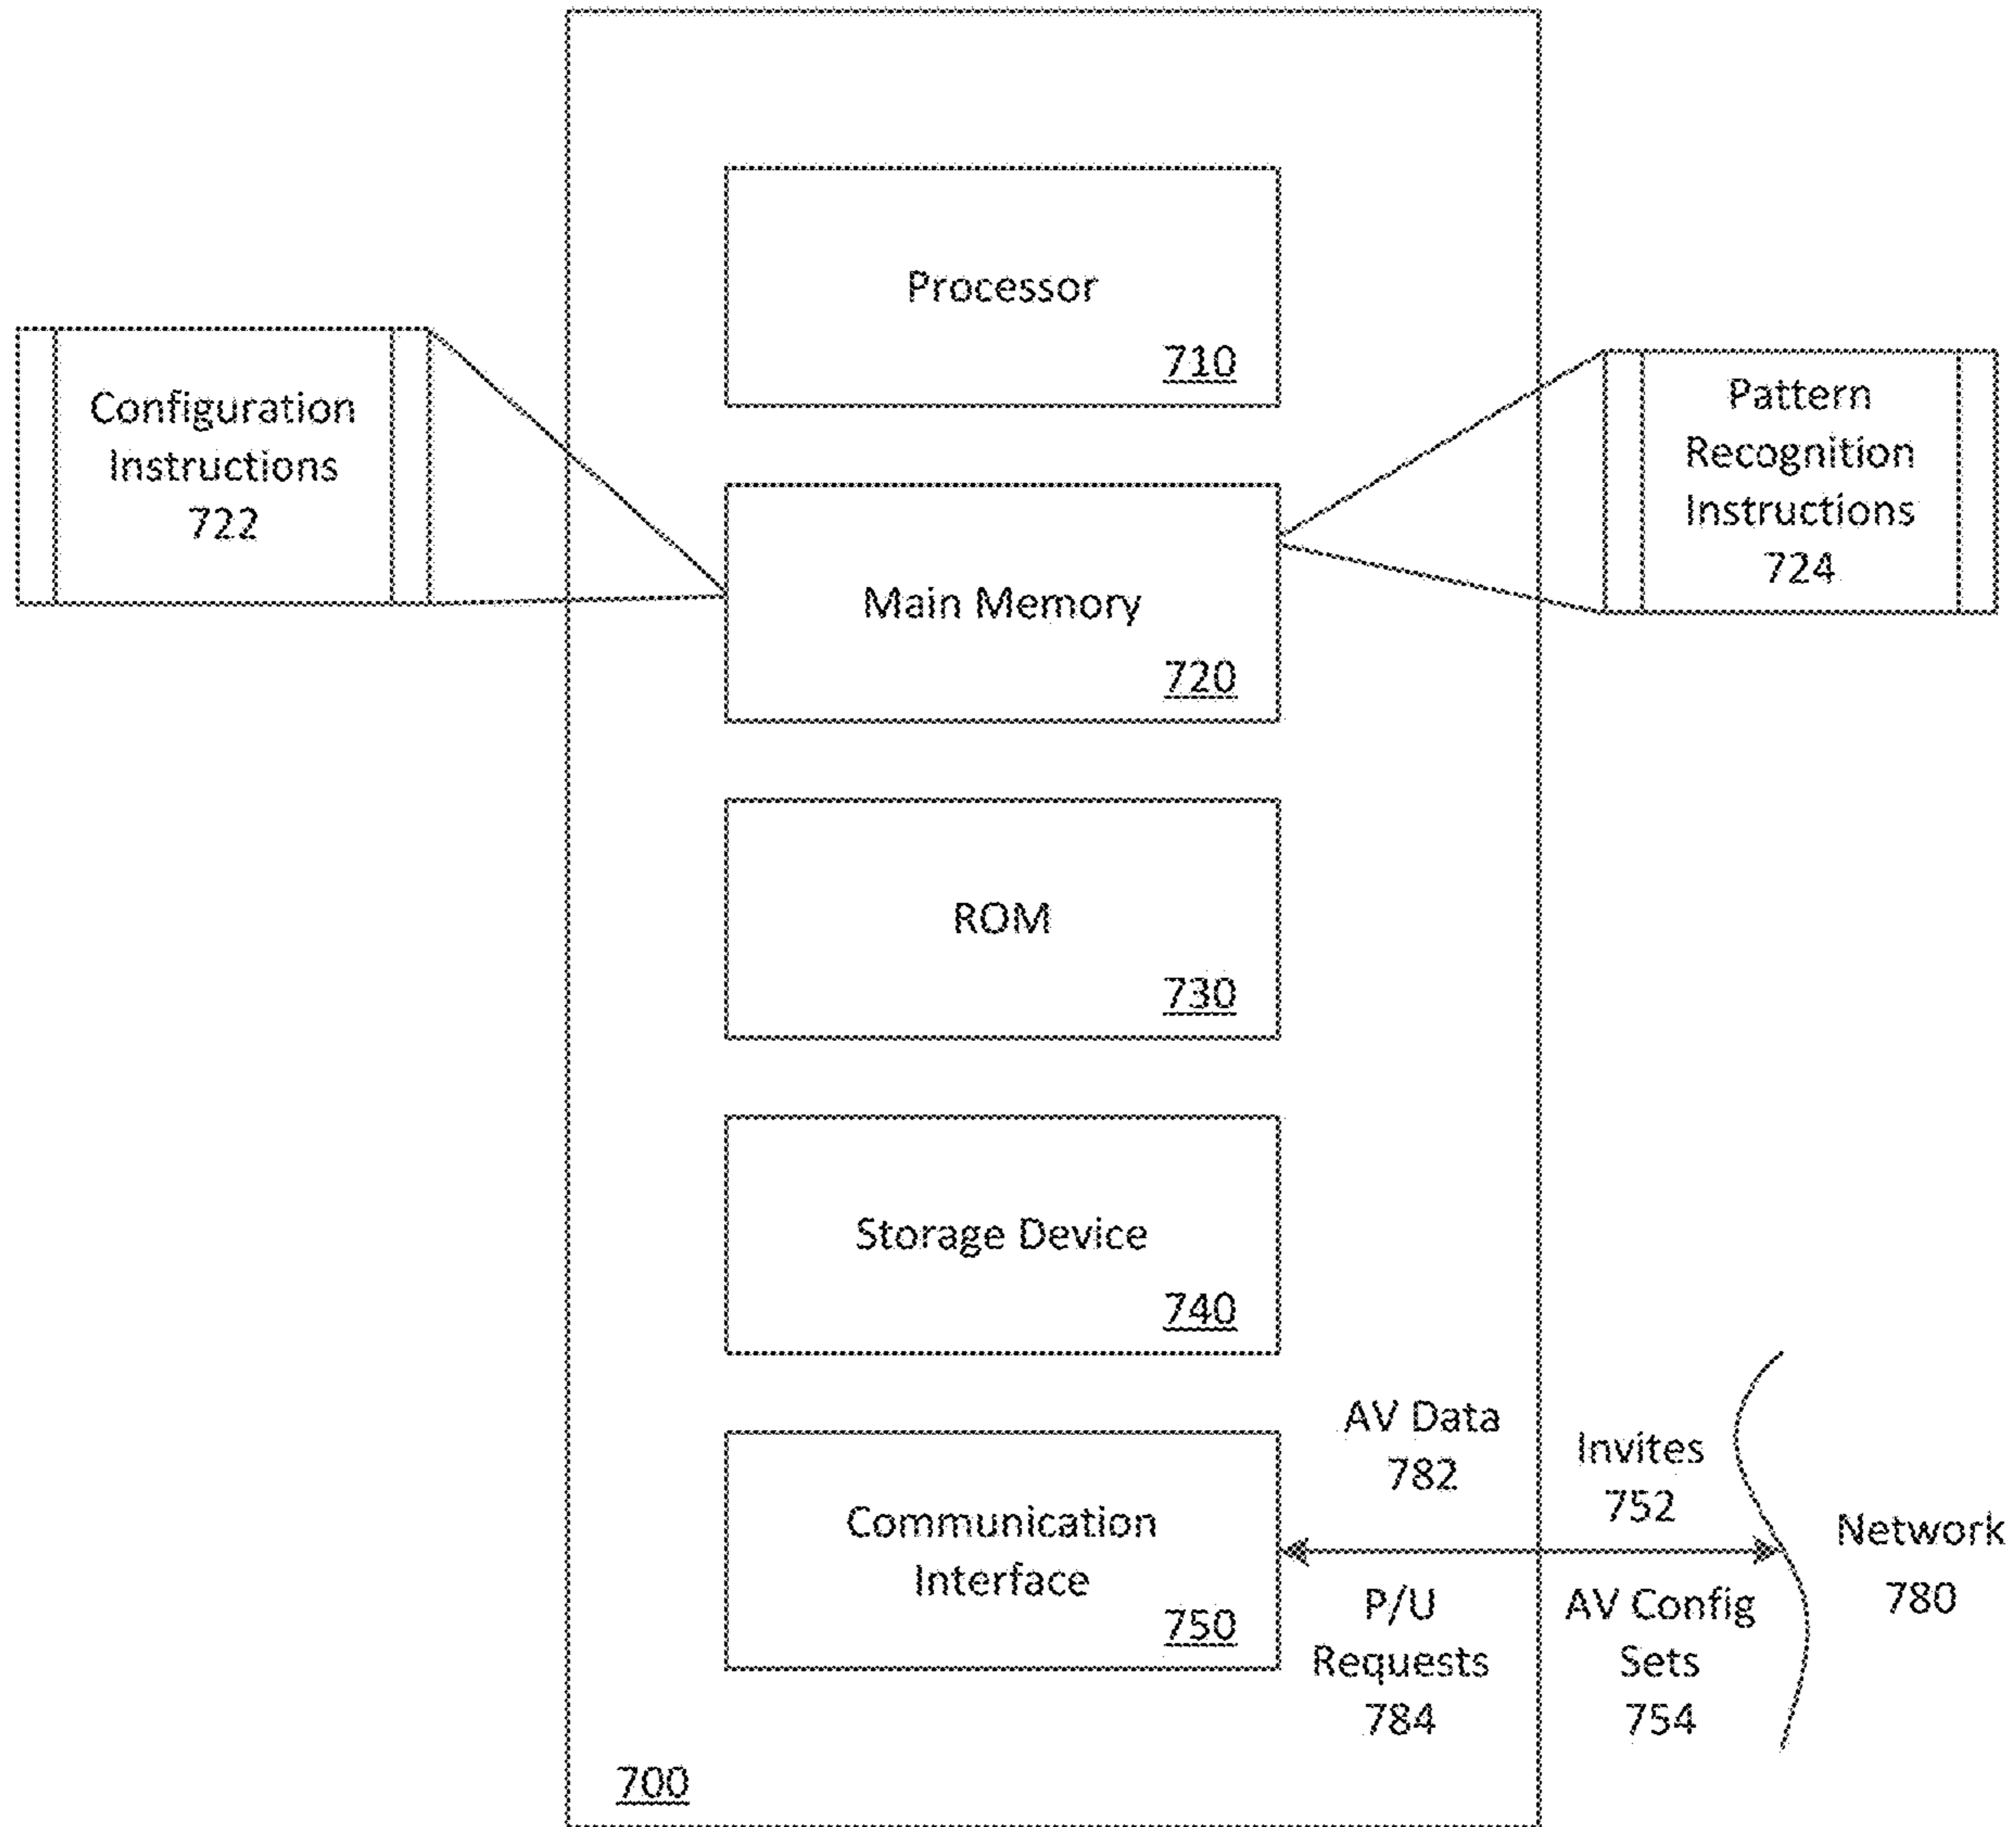 Processor
710
Configuration
Instructions
722
Pattern
Recognition
Instructions
724
Main Memory
720
ROM
730
Storage Device
740
Communication
Interface
750
AV Data
782
Invites
752
P/U
Requests
784
AV Config
Sets
754
Network
780
700